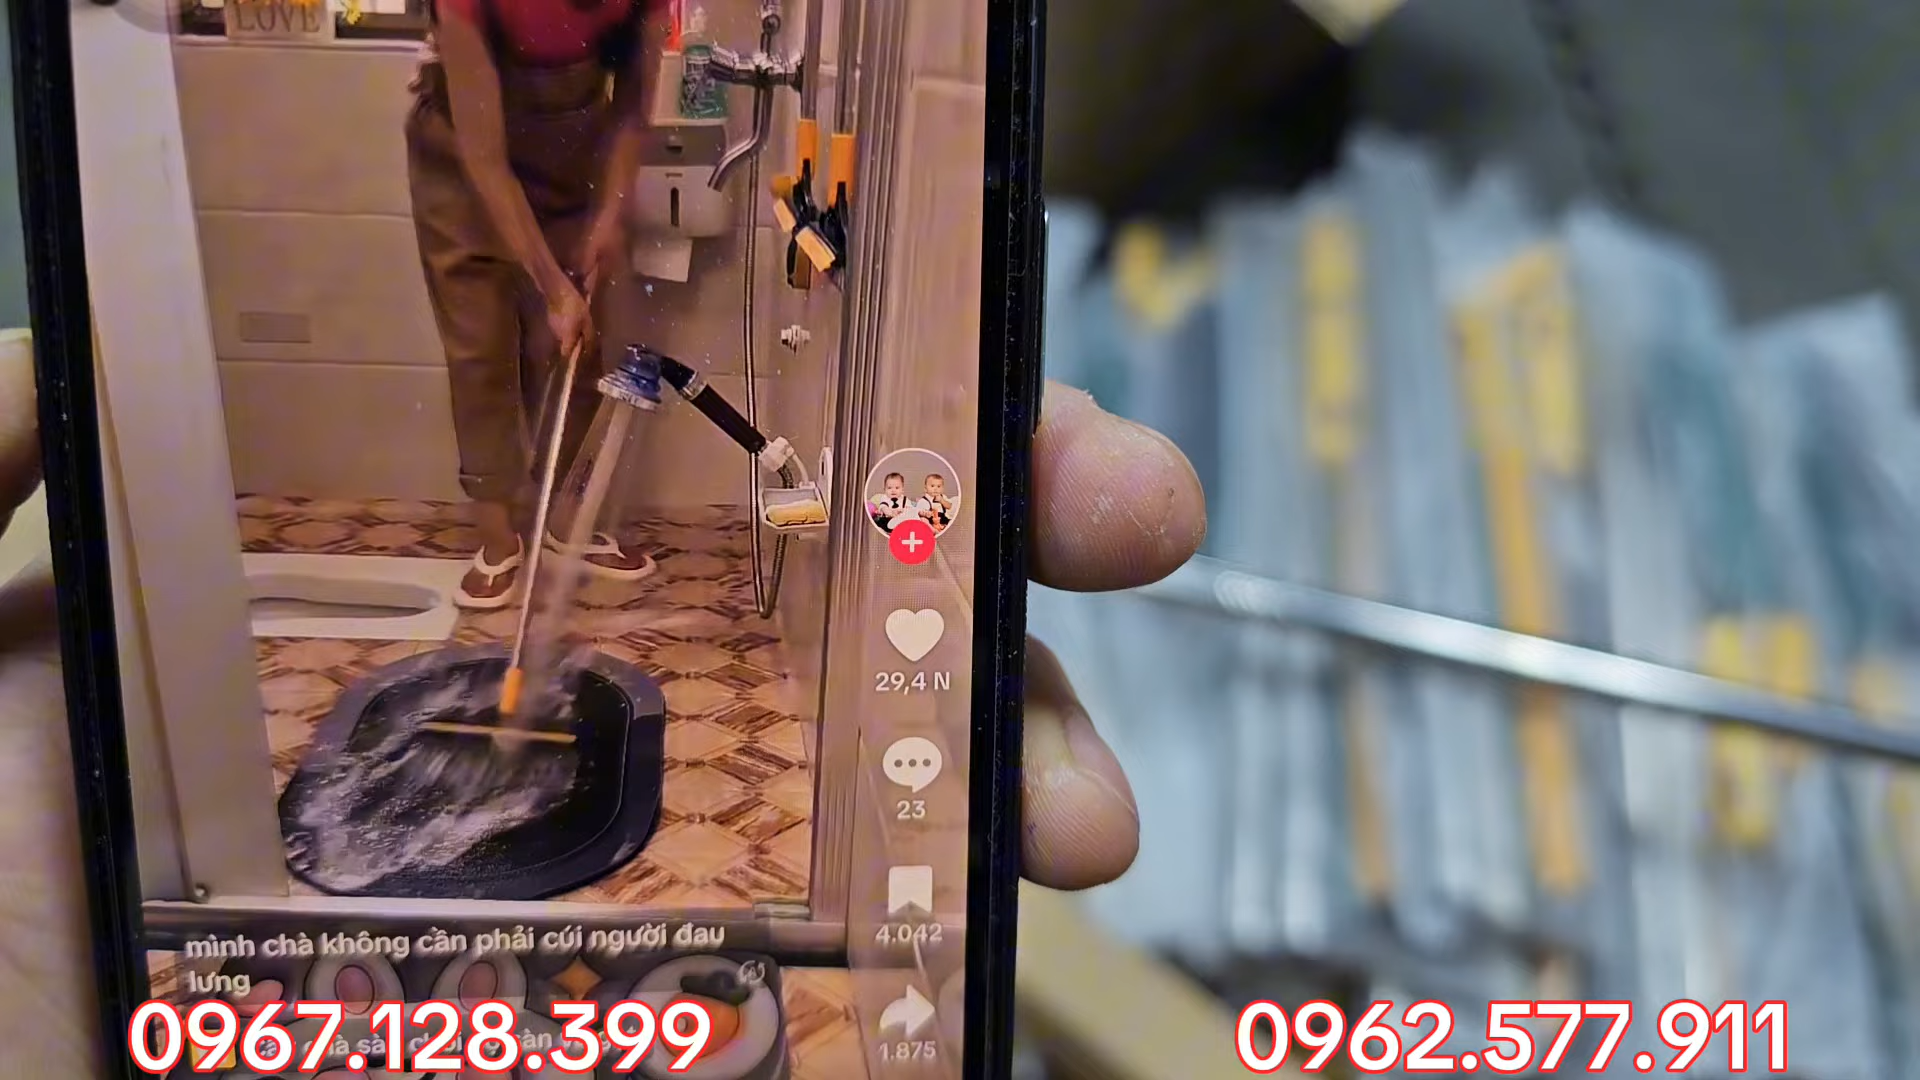 LOVE
29,4 N
23
4.042
mình chà không cần phải cúi người đau
lưng
1.875
0967.128.399
0962.577.911